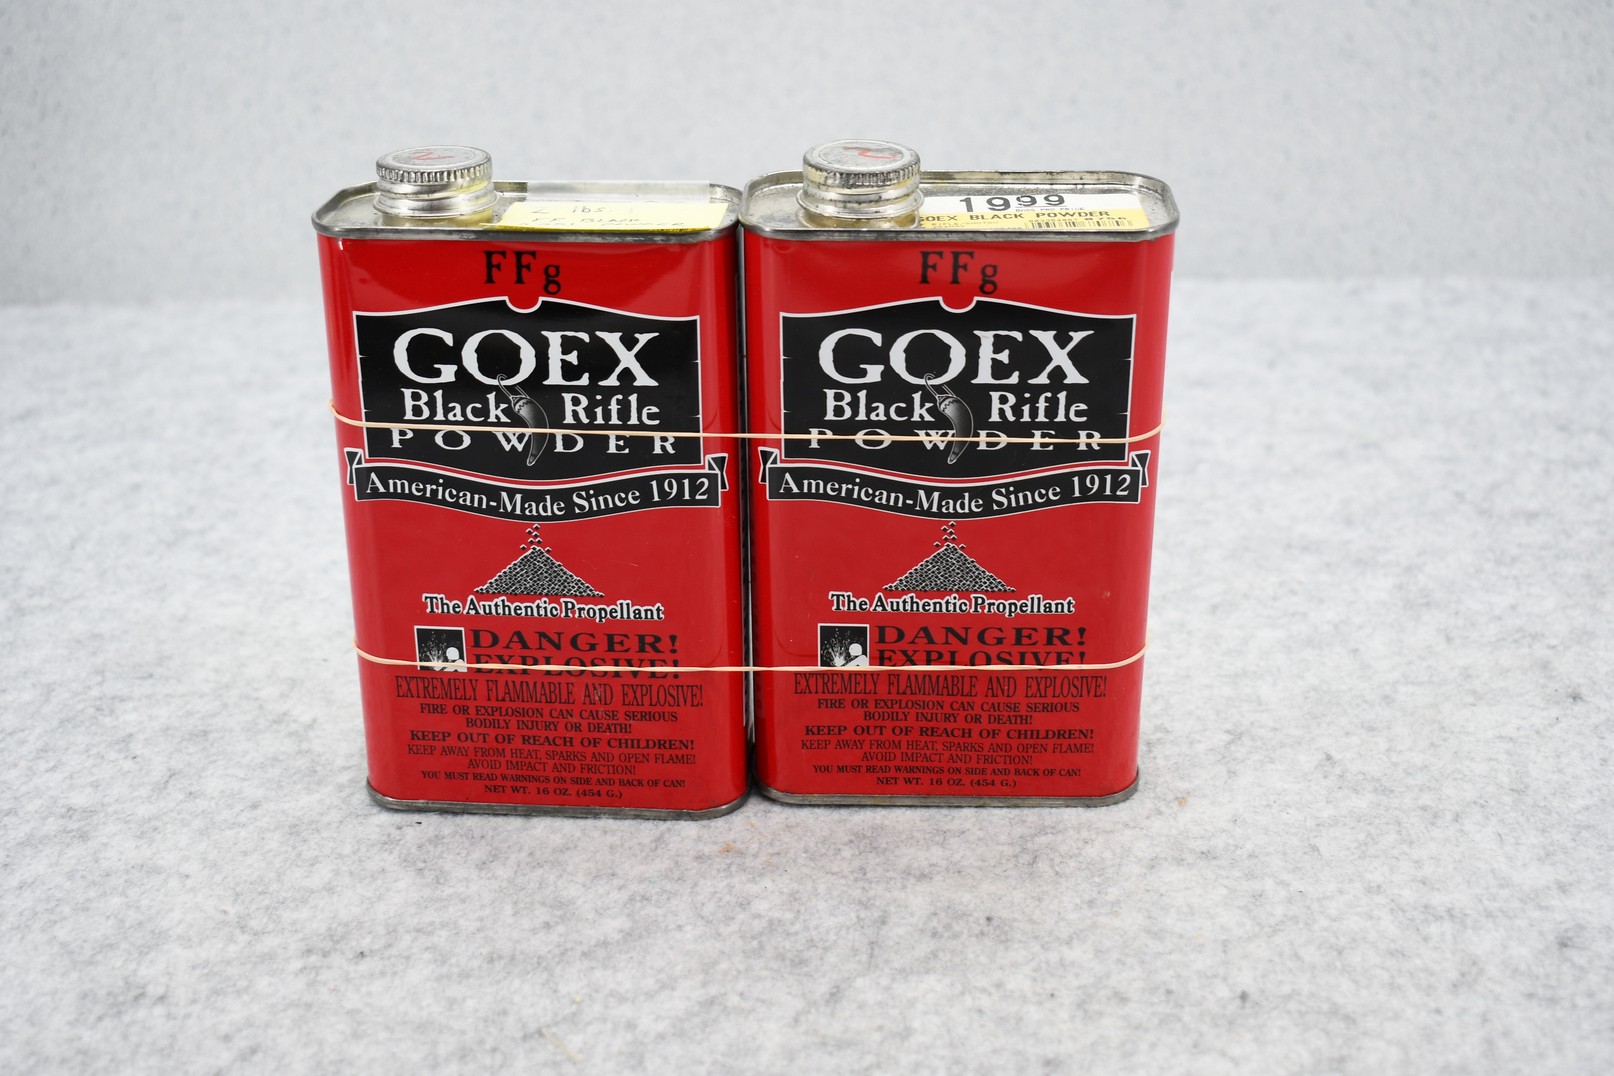 2 lbs.
FFg
GOEX
Black Rifle
POWDER
American-Made Since 1912
The Authentic Propellant
DANGER!
EXPLOSIVE!
EXTREMELY FLAMMABLE AND EXPLOSIVE!
FIRE OR EXPLOSION CAN CAUSE SERIOUS
BODILY INJURY OR DEATH!
KEEP OUT OF REACH OF CHILDREN!
KEEP AWAY FROM HEAT, SPARKS AND OPEN FLAME!
AVOID IMPACT AND FRICTION!
YOU MUST READ WARNINGS ON SIDE AND BACK OF CAN!
NET WT. 16 OZ. (454 G.)
1999
GOEX BLACK POWDER
FFg
GOEX
Black Rifle
POWDER
American-Made Since 1912
The Authentic Propellant
DANGER!
EXPLOSIVE!
EXTREMELY FLAMMABLE AND EXPLOSIVE!
FIRE OR EXPLOSION CAN CAUSE SERIOUS
BODILY INJURY OR DEATH!
KEEP OUT OF REACH OF CHILDREN!
KEEP AWAY FROM HEAT, SPARKS AND OPEN FLAME!
AVOID IMPACT AND FRICTION!
YOU MUST READ WARNINGS ON SIDE AND BACK OF CAN!
NET WT. 16 OZ. (454 G.)